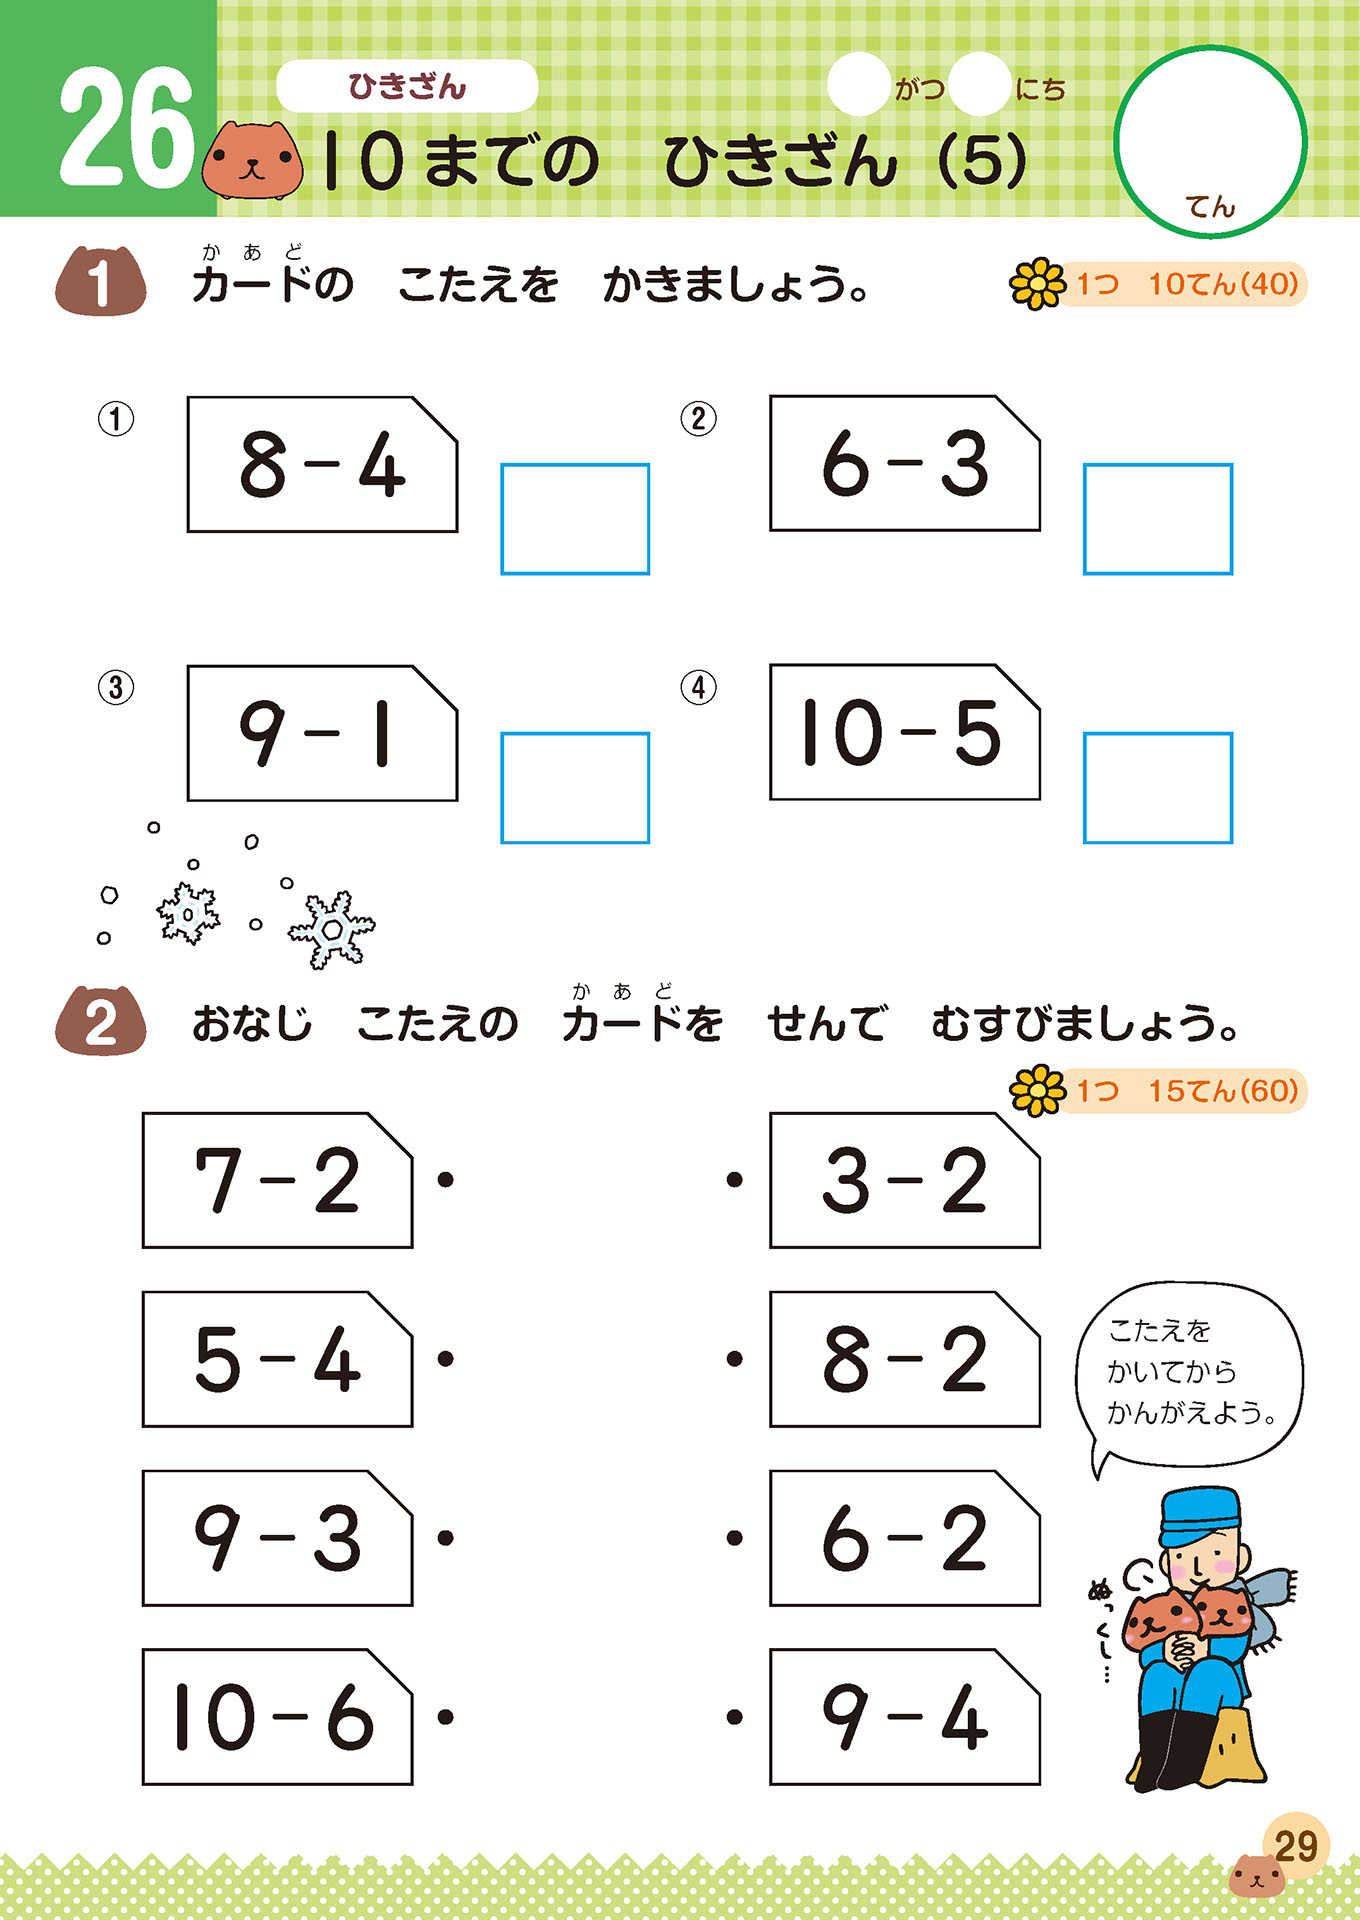 26
ひきざん
がつ にち
10までの ひきざん (5)
てん
かあど
1 カードの こたえを かきましょう。
1つ 10てん(40)
① 8－4
② 6－3
③ 9－1
④ 10－5
かあど
2 おなじ こたえの カードを せんで むすびましょう。
1つ 15てん(60)
7－2 ・ ・ 3－2
5－4 ・ ・ 8－2
9－3 ・ ・ 6－2
10－6 ・ ・ 9－4
こたえを
かいてから
かんがえよう。
ぬっくし…
29